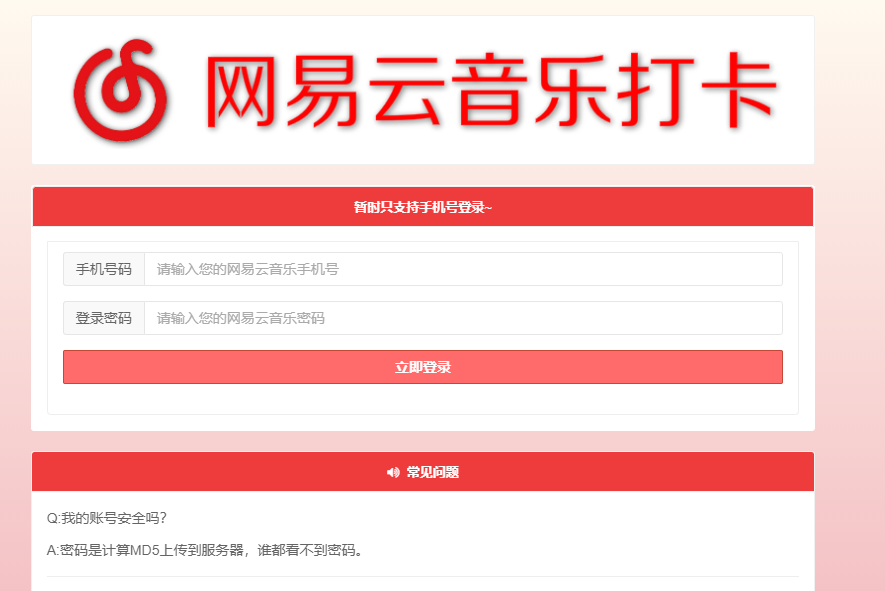 网易云音乐打卡
暂时只支持手机号登录~
手机号码 请输入您的网易云音乐手机号
登录密码 请输入您的网易云音乐密码
立即登录
常见问题
Q:我的账号安全吗?
A:密码是计算MD5上传到服务器，谁都看不到密码。